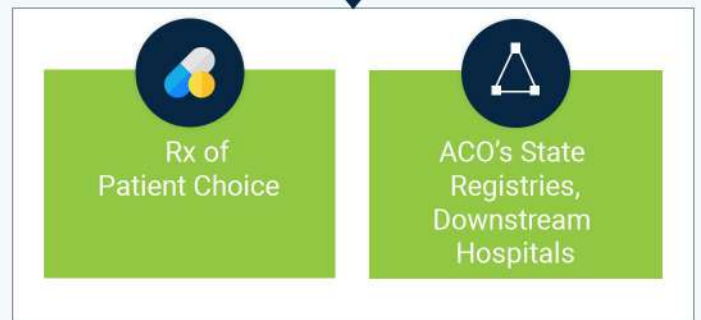 Rx of
Patient Choice
ACO's State
Registries,
Downstream
Hospitals